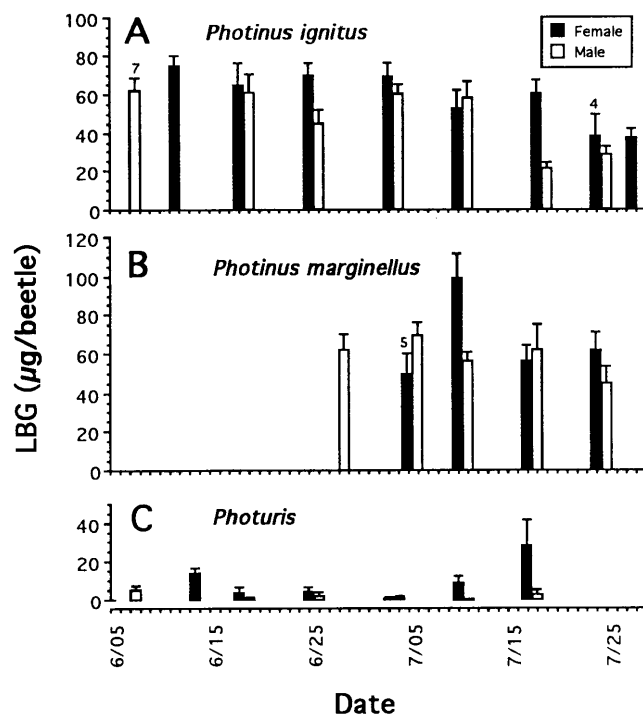 A
Photinus ignitus
Female
Male
100
80
60
40
20
0
7
4
B
Photinus marginellus
120
100
80
60
40
20
0
5
LBG (µg/beetle)
C
Photuris
40
20
0
6/05
6/15
6/25
7/05
7/15
7/25
Date